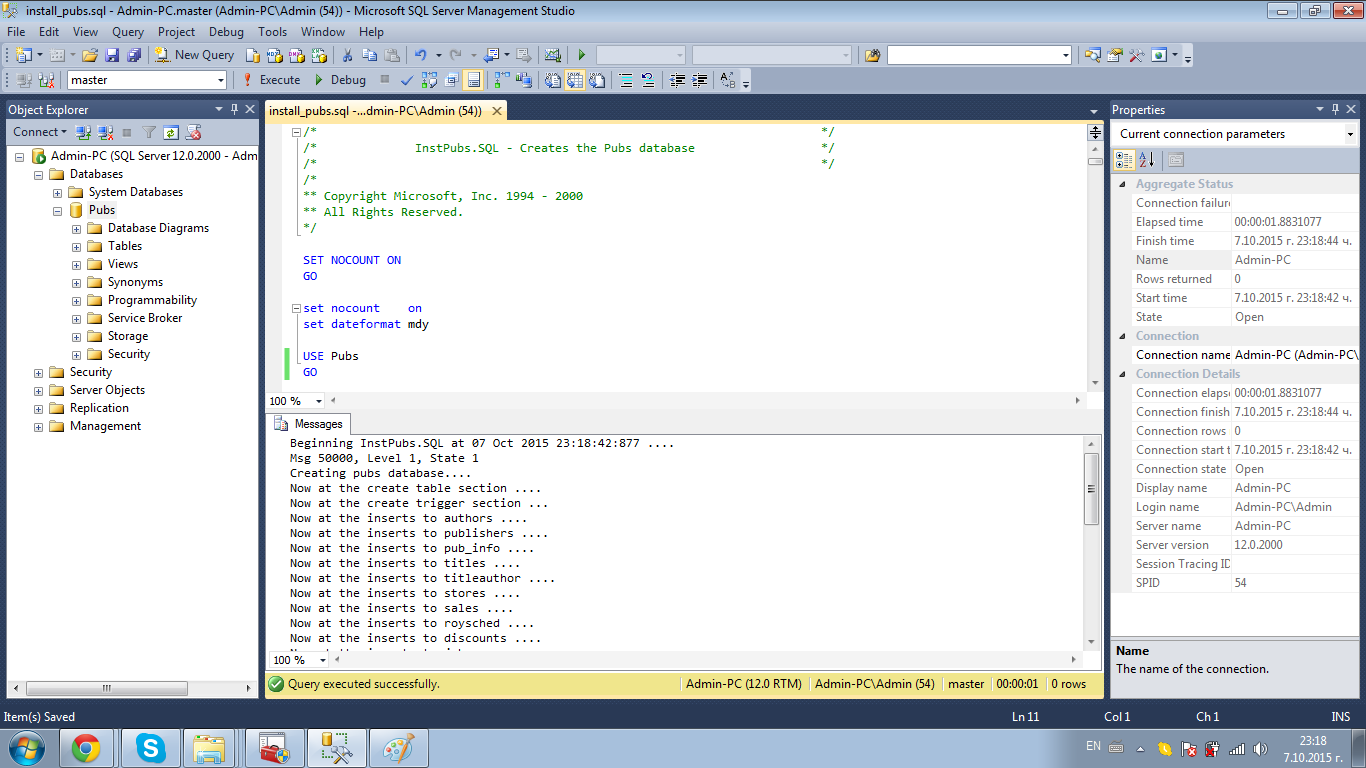 install_pubs.sql - Admin-PC.master (Admin-PC\Admin (54)) - Microsoft SQL Server Management Studio
File Edit View Query Project Debug Tools Window Help
New Query
master Execute Debug
Object Explorer
Connect
Admin-PC (SQL Server 12.0.2000 - Adm
Databases
System Databases
Pubs
Database Diagrams
Tables
Views
Synonyms
Programmability
Service Broker
Storage
Security
Security
Server Objects
Replication
Management
install_pubs.sql -...dmin-PC\Admin (54))
/* */
/* InstPubs.SQL - Creates the Pubs database */
/* */
/*
** Copyright Microsoft, Inc. 1994 - 2000
** All Rights Reserved.
*/
SET NOCOUNT ON
GO
set nocount on
set dateformat mdy
USE Pubs
GO
100 %
Messages
Beginning InstPubs.SQL at 07 Oct 2015 23:18:42:877 ....
Msg 50000, Level 1, State 1
Creating pubs database....
Now at the create table section ....
Now at the create trigger section ...
Now at the inserts to authors ....
Now at the inserts to publishers ....
Now at the inserts to pub_info ....
Now at the inserts to titles ....
Now at the inserts to titleauthor ....
Now at the inserts to stores ....
Now at the inserts to sales ....
Now at the inserts to roysched ....
Now at the inserts to discounts ....
100 %
Query executed successfully. Admin-PC (12.0 RTM) Admin-PC\Admin (54) master 00:00:01 0 rows
Properties
Current connection parameters
Aggregate Status
Connection failure
Elapsed time 00:00:01.8831077
Finish time 7.10.2015 г. 23:18:44 ч.
Name Admin-PC
Rows returned 0
Start time 7.10.2015 г. 23:18:42 ч.
State Open
Connection
Connection name Admin-PC (Admin-PC\
Connection Details
Connection elapse 00:00:01.8831077
Connection finish 7.10.2015 г. 23:18:44 ч.
Connection rows 0
Connection start t 7.10.2015 г. 23:18:42 ч.
Connection state Open
Display name Admin-PC
Login name Admin-PC\Admin
Server name Admin-PC
Server version 12.0.2000
Session Tracing ID
SPID 54
Name
The name of the connection.
Item(s) Saved Ln 11 Col 1 Ch 1 INS
EN 23:18
7.10.2015 г.